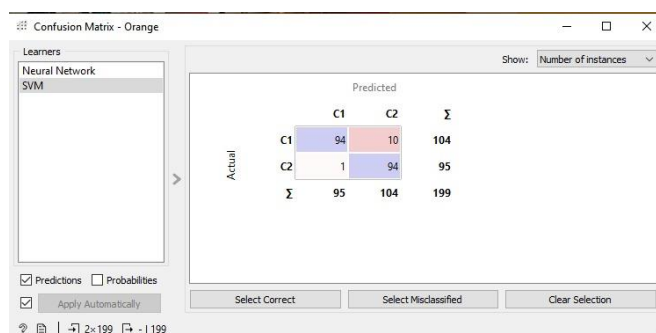 Confusion Matrix - Orange
Learners
Neural Network
SVM
Show: Number of instances
Predicted
C1 C2 Σ
Actual
C1 94 10 104
C2 1 94 95
Σ 95 104 199
Predictions Probabilities
Apply Automatically
Select Correct Select Misclassified Clear Selection
? 2×199 - | 199